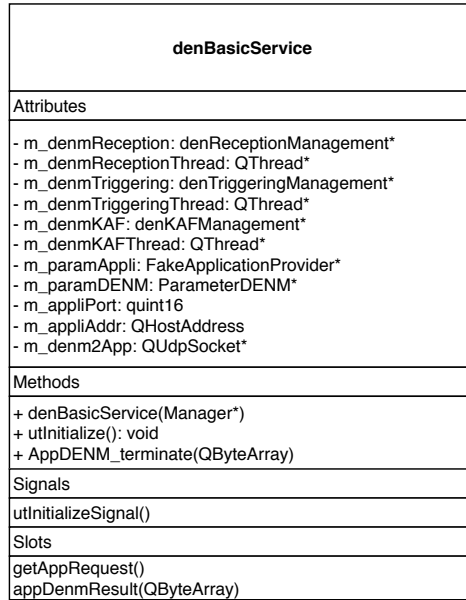 denBasicService
Attributes
- m_denmReception: denReceptionManagement*
- m_denmReceptionThread: QThread*
- m_denmTriggering: denTriggeringManagement*
- m_denmTriggeringThread: QThread*
- m_denmKAF: denKAFManagement*
- m_denmKAFThread: QThread*
- m_paramAppli: FakeApplicationProvider*
- m_paramDENM: ParameterDENM*
- m_appliPort: quint16
- m_appliAddr: QHostAddress
- m_denm2App: QUdpSocket*
Methods
+ denBasicService(Manager*)
+ utInitialize(): void
+ AppDENM_terminate(QByteArray)
Signals
utInitializeSignal()
Slots
getAppRequest()
appDenmResult(QByteArray)